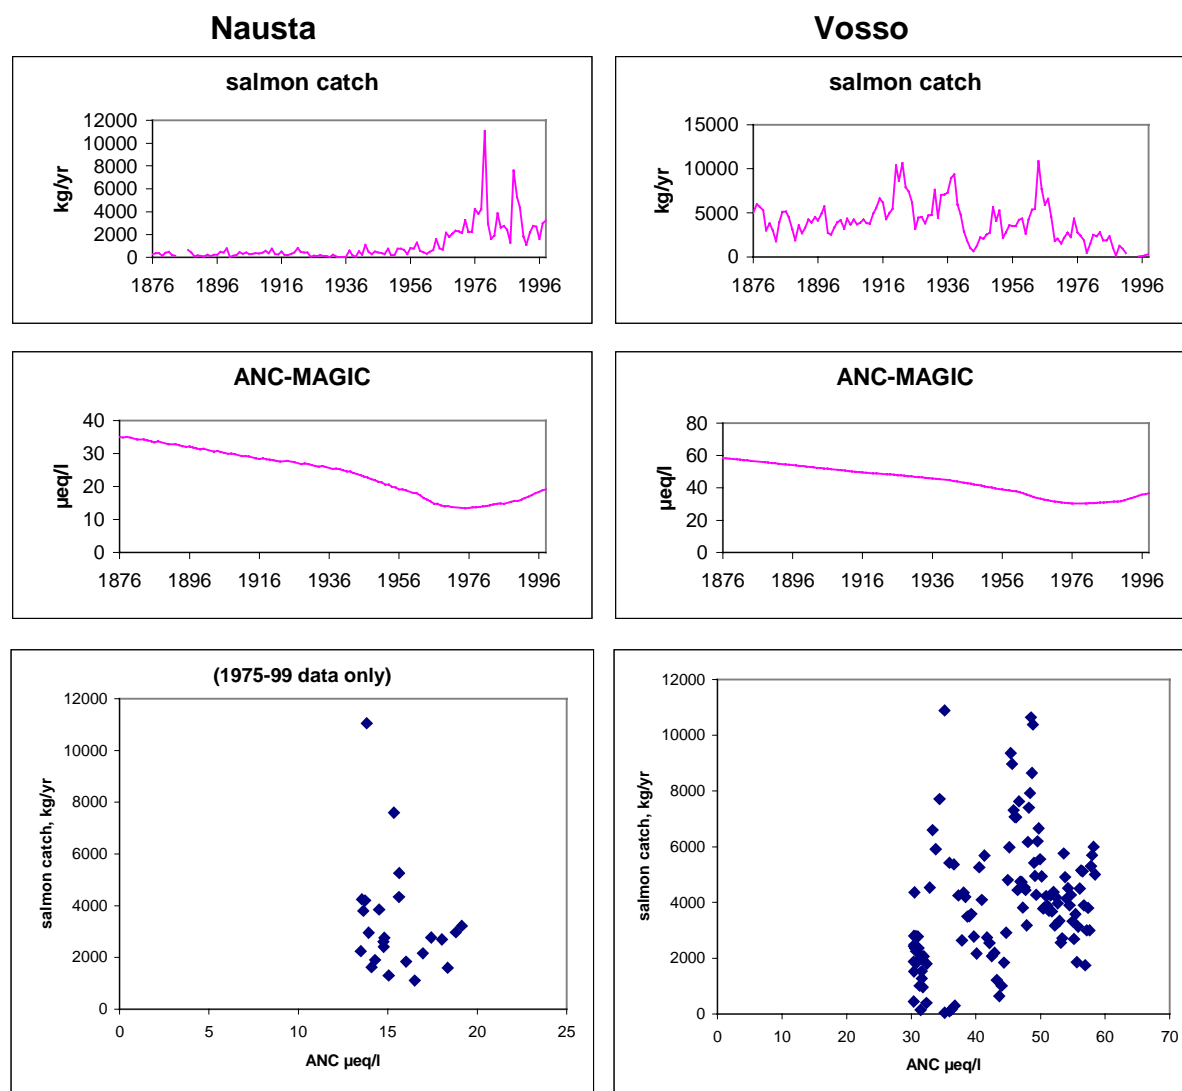 Nausta
Vosso
salmon catch
12000
10000
8000
6000
4000
2000
0
kg/yr
1876 1896 1916 1936 1956 1976 1996
salmon catch
15000
10000
5000
0
kg/yr
1876 1896 1916 1936 1956 1976 1996
ANC-MAGIC
40
30
20
10
0
µeq/l
1876 1896 1916 1936 1956 1976 1996
ANC-MAGIC
80
60
40
20
0
µeq/l
1876 1896 1916 1936 1956 1976 1996
(1975-99 data only)
12000
10000
8000
6000
4000
2000
0
salmon catch, kg/yr
0 5 10 15 20 25
ANC µeq/l
12000
10000
8000
6000
4000
2000
0
salmon catch, kg/yr
0 10 20 30 40 50 60 70
ANC µeq/l